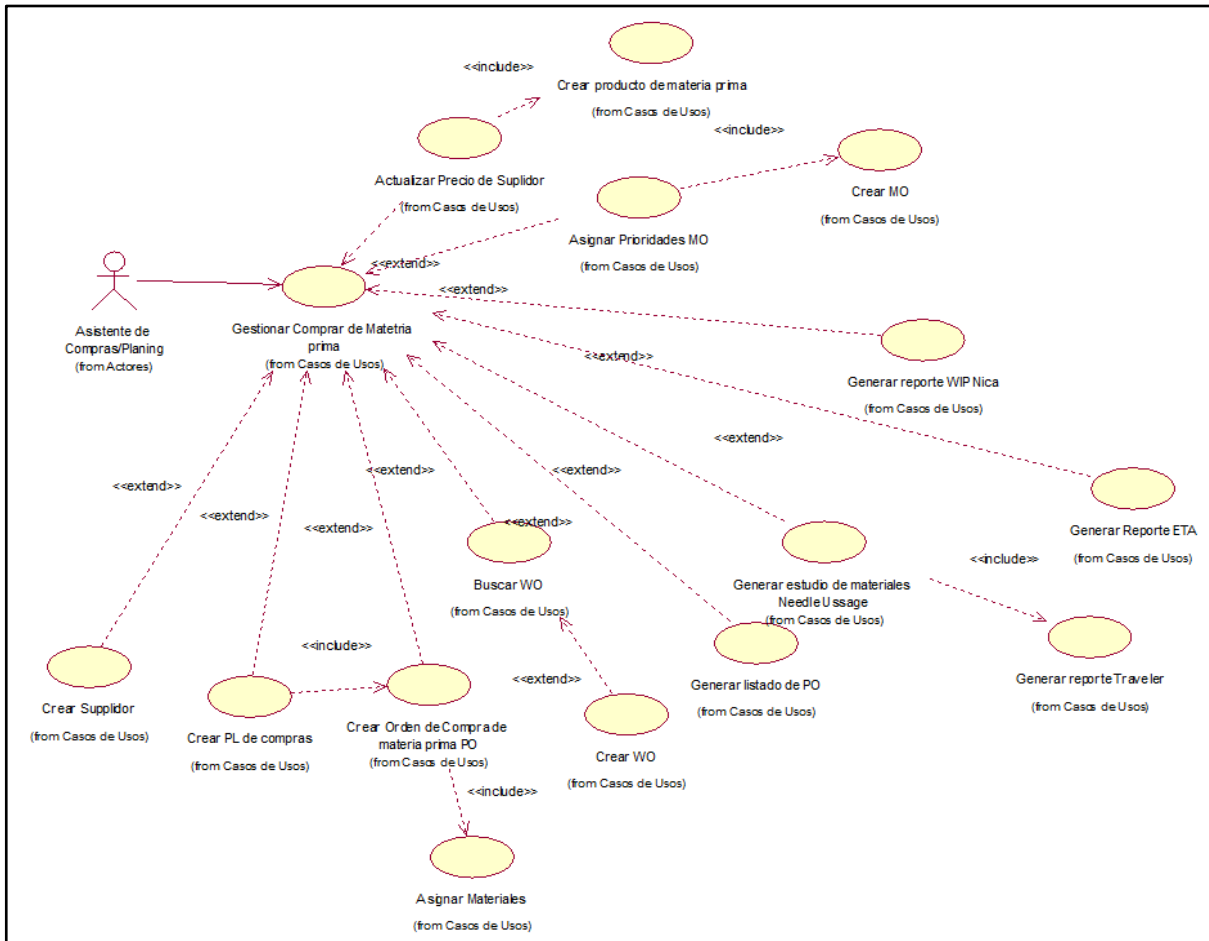 <<include>>
Crear producto de materia prima
(from Casos de Usos)
<<include>>
Actualizar Precio de Suplidor
(from Casos de Usos)
Crear MO
(from Casos de Usos)
Asignar Prioridades MO
(from Casos de Usos)
<<extend>>
<<extend>>
Asistente de
Compras/Planing
(from Actores)
Gestionar Comprar de Matetria
prima
(from Casos de Usos)
<<extend>>
Generar reporte WIP Nica
(from Casos de Usos)
<<extend>>
<<extend>>
<<extend>>
<<extend>>
<<extend>>
<<extend>>
Generar Reporte ETA
(from Casos de Usos)
Buscar WO
(from Casos de Usos)
Generar estudio de materiales
Needle Ussage
(from Casos de Usos)
<<include>>
<<include>>
<<extend>>
Crear Supplidor
(from Casos de Usos)
Crear PL de compras
(from Casos de Usos)
Crear Orden de Compra de
materia prima PO
(from Casos de Usos)
Generar listado de PO
(from Casos de Usos)
Generar reporte Traveler
(from Casos de Usos)
Crear WO
(from Casos de Usos)
<<include>>
Asignar Materiales
(from Casos de Usos)